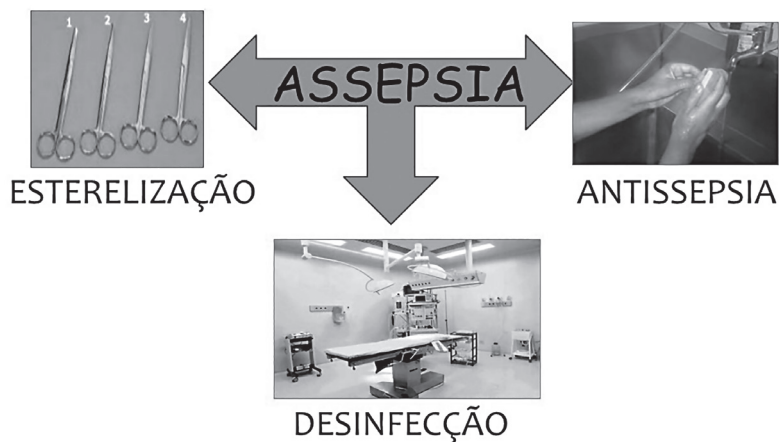 1 2 3 4
ASSEPSIA
ESTERELIZAÇÃO
ANTISSEPSIA
DESINFECÇÃO